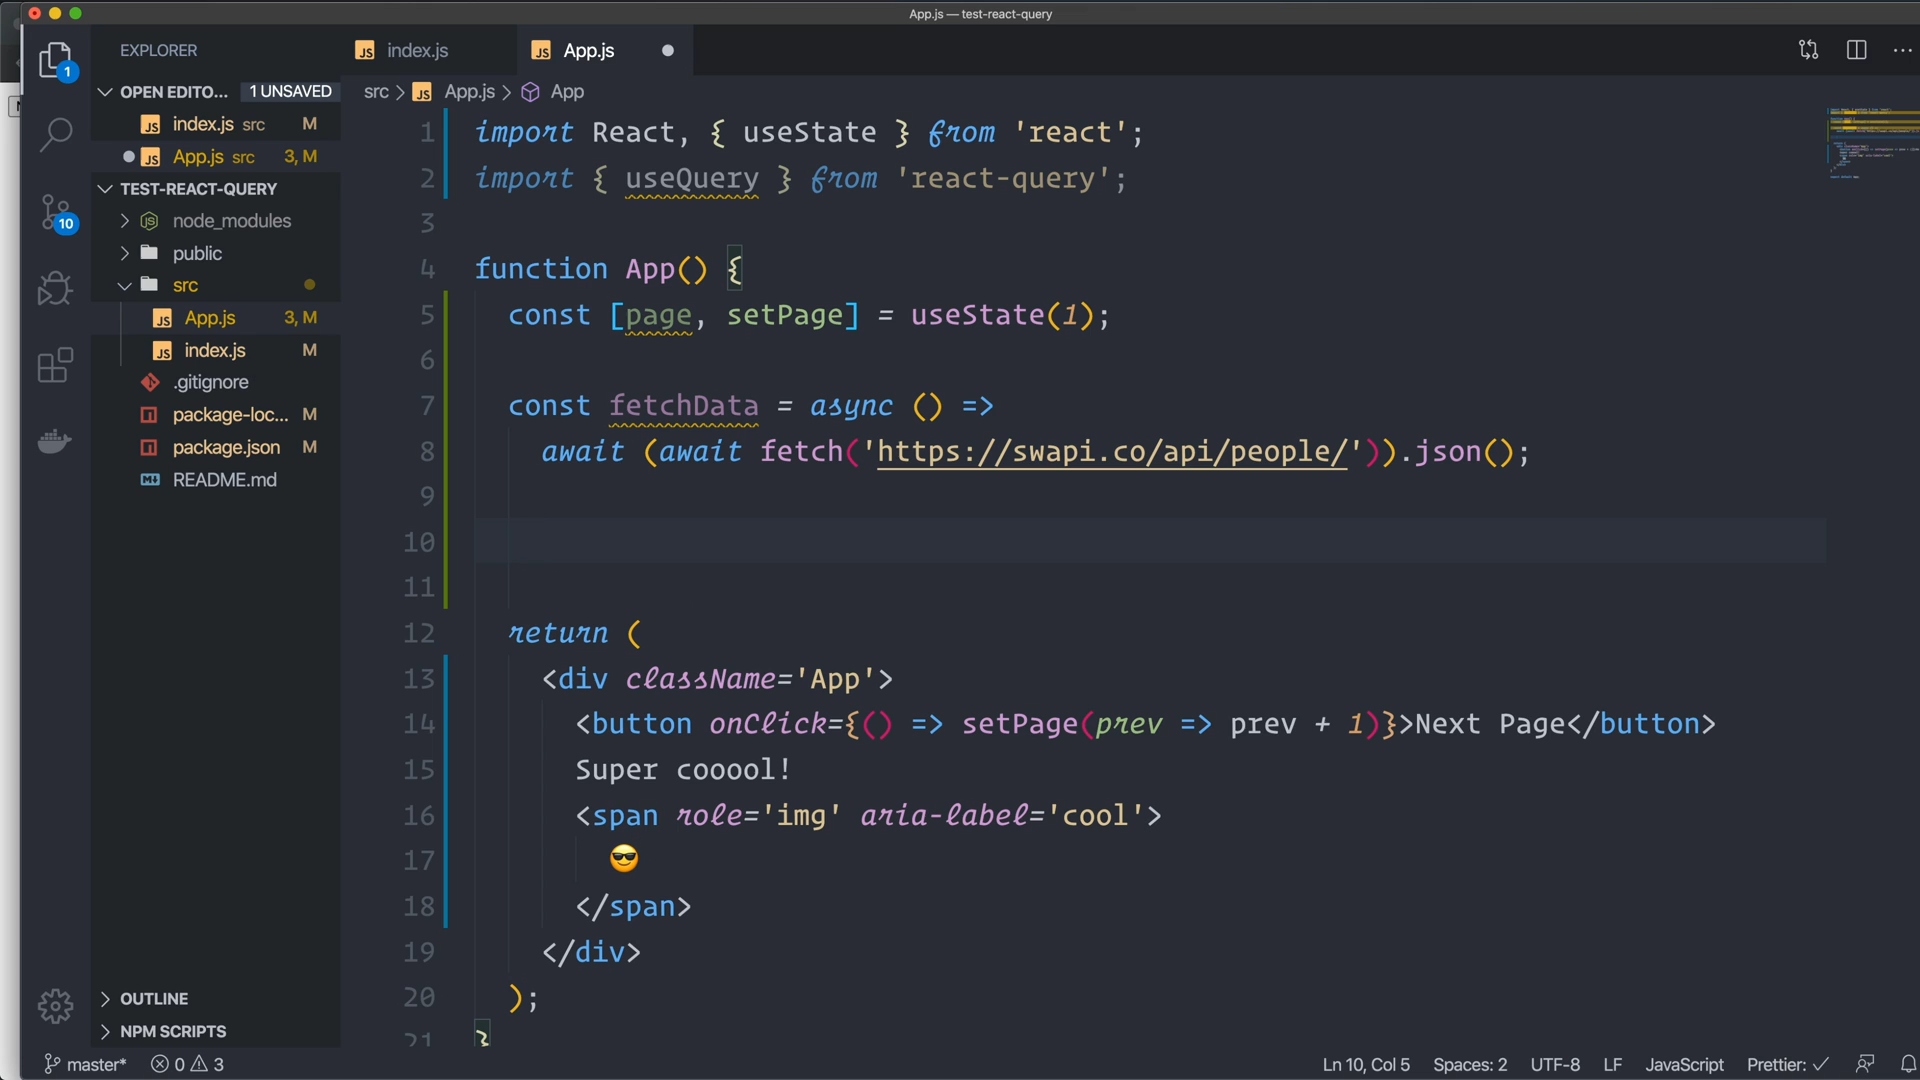 App.js — test-react-query
EXPLORER
index.js
App.js
OPEN EDITO... 1 UNSAVED
index.js src M
App.js src 3, M
TEST-REACT-QUERY
node_modules
public
src
App.js 3, M
index.js M
.gitignore
package-loc... M
package.json M
README.md
OUTLINE
NPM SCRIPTS
1
10
src > App.js > App
1 import React, { useState } from 'react';
2 import { useQuery } from 'react-query';
3
4 function App() {
5 const [page, setPage] = useState(1);
6
7 const fetchData = async () =>
8 await (await fetch('https://swapi.co/api/people/')).json();
9
10
11
12 return (
13 <div className='App'>
14 <button onClick={() => setPage(prev => prev + 1)}>Next Page</button>
15 Super cooool!
16 <span role='img' aria-label='cool'>
17 😎
18 </span>
19 </div>
20 );
21 }
master* 0 3
Ln 10, Col 5 Spaces: 2 UTF-8 LF JavaScript Prettier: ✓